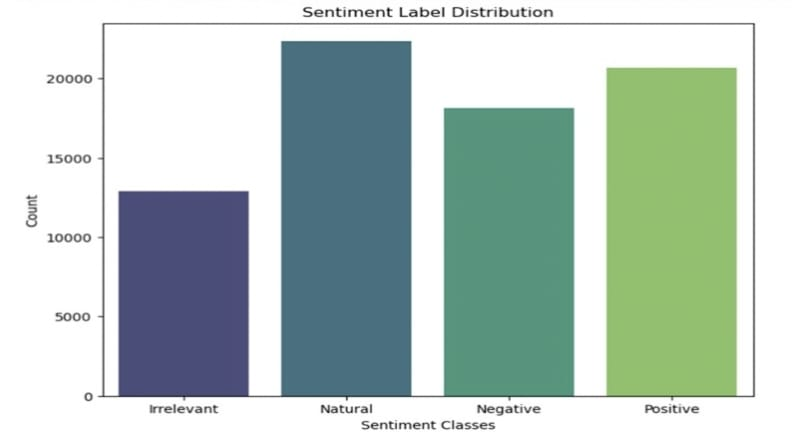 Sentiment Label Distribution
Count
20000
15000
10000
5000
0
Irrelevant Natural Negative Positive
Sentiment Classes